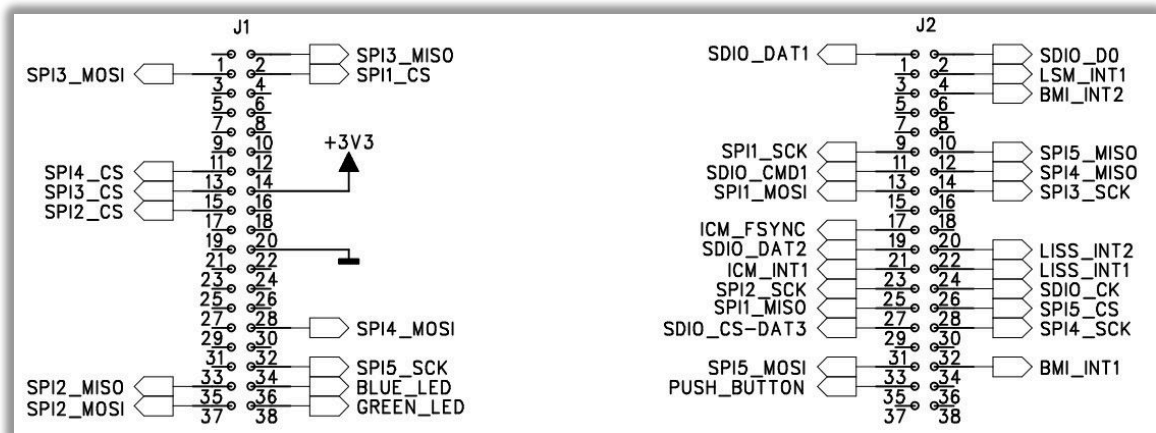 J1
SPI3_MISO
SPI3_MOSI 1 2 SPI1_CS
3 4
5 6
7 8
9 10 +3V3
SPI4_CS 11 12
SPI3_CS 13 14
SPI2_CS 15 16
17 18
19 20
21 22
23 24
25 26
27 28 SPI4_MOSI
29 30
31 32 SPI5_SCK
SPI2_MISO 33 34 BLUE_LED
SPI2_MOSI 35 36 GREEN_LED
37 38
J2
SDIO_DAT1 SDIO_D0
1 2 LSM_INT1
3 4 BMI_INT2
5 6
7 8
SPI1_SCK 9 10 SPI5_MISO
SDIO_CMD1 11 12 SPI4_MISO
SPI1_MOSI 13 14 SPI3_SCK
15 16
ICM_FSYNC 17 18
SDIO_DAT2 19 20 LISS_INT2
ICM_INT1 21 22 LISS_INT1
SPI2_SCK 23 24 SDIO_CK
SPI1_MISO 25 26 SPI5_CS
SDIO_CS-DAT3 27 28 SPI4_SCK
29 30
SPI5_MOSI 31 32 BMI_INT1
PUSH_BUTTON 33 34
35 36
37 38